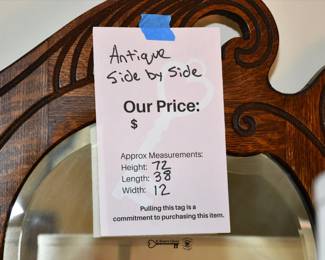 Antique
Side by Side
Our Price:
$
Approx Measurements:
Height: 72
Length: 38
Width: 12
Pulling this tag is a
commitment to purchasing this item.